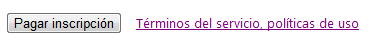 Pagar inscripción Términos del servicio, políticas de uso